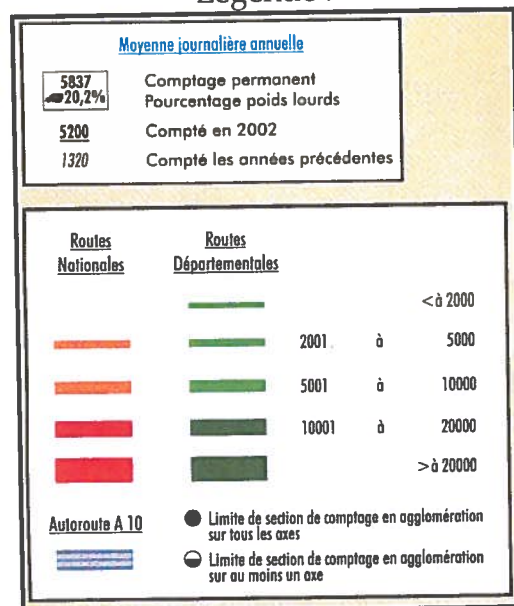 Moyenne journalière annuelle
5837 Comptage permanent
20,2% Pourcentage poids lourds
5200 Compté en 2002
1320 Compté les années précédentes
Routes Nationales
Routes Départementales
< à 2000
2001 à 5000
5001 à 10000
10001 à 20000
> à 20000
Autoroute A 10
Limite de section de comptage en agglomération
sur tous les axes
Limite de section de comptage en agglomération
sur au moins un axe